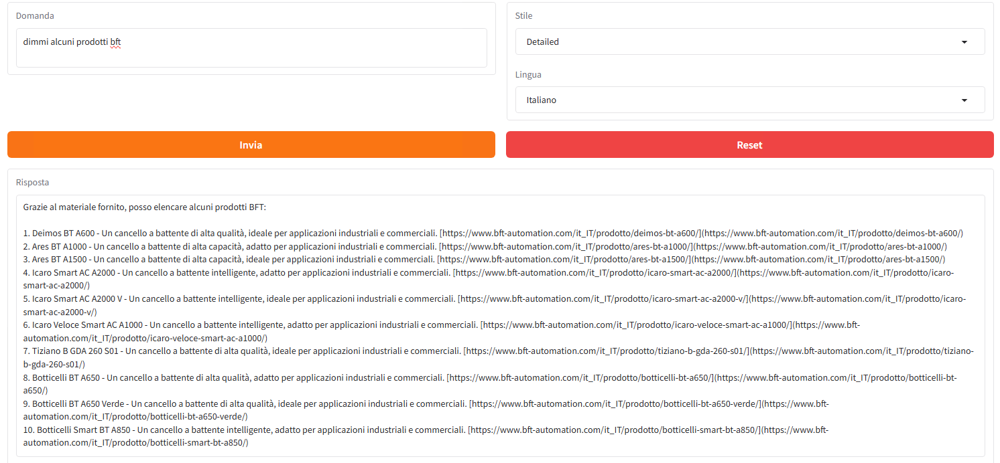 Domanda
dimmi alcuni prodotti bft
Stile
Detailed
Lingua
Italiano
Invia
Reset
Risposta
Grazie al materiale fornito, posso elencare alcuni prodotti BFT:
1. Deimos BT A600 - Un cancello a battente di alta qualità, ideale per applicazioni industriali e commerciali. [https://www.bft-automation.com/it_IT/prodotto/deimos-bt-a600/](https://www.bft-automation.com/it_IT/prodotto/deimos-bt-a600/)
2. Ares BT A1000 - Un cancello a battente di alta capacità, adatto per applicazioni industriali e commerciali. [https://www.bft-automation.com/it_IT/prodotto/ares-bt-a1000/](https://www.bft-automation.com/it_IT/prodotto/ares-bt-a1000/)
3. Ares BT A1500 - Un cancello a battente di alta capacità, ideale per applicazioni industriali e commerciali. [https://www.bft-automation.com/it_IT/prodotto/ares-bt-a1500/](https://www.bft-automation.com/it_IT/prodotto/ares-bt-a1500/)
4. Icaro Smart AC A2000 - Un cancello a battente intelligente, adatto per applicazioni industriali e commerciali. [https://www.bft-automation.com/it_IT/prodotto/icaro-smart-ac-a2000/](https://www.bft-automation.com/it_IT/prodotto/icaro-
smart-ac-a2000/)
5. Icaro Smart AC A2000 V - Un cancello a battente intelligente, ideale per applicazioni industriali e commerciali. [https://www.bft-automation.com/it_IT/prodotto/icaro-smart-ac-a2000-v/](https://www.bft-automation.com/it_IT/prodotto/icaro-
smart-ac-a2000-v/)
6. Icaro Veloce Smart AC A1000 - Un cancello a battente intelligente, adatto per applicazioni industriali e commerciali. [https://www.bft-automation.com/it_IT/prodotto/icaro-veloce-smart-ac-a1000/](https://www.bft-
automation.com/it_IT/prodotto/icaro-veloce-smart-ac-a1000/)
7. Tiziano B GDA 260 S01 - Un cancello a battente di alta qualità, ideale per applicazioni industriali e commerciali. [https://www.bft-automation.com/it_IT/prodotto/tiziano-b-gda-260-s01/](https://www.bft-automation.com/it_IT/prodotto/tiziano-
b-gda-260-s01/)
8. Botticelli BT A650 - Un cancello a battente di alta qualità, adatto per applicazioni industriali e commerciali. [https://www.bft-automation.com/it_IT/prodotto/botticelli-bt-a650/](https://www.bft-automation.com/it_IT/prodotto/botticelli-bt-
a650/)
9. Botticelli BT A650 Verde - Un cancello a battente di alta qualità, ideale per applicazioni industriali e commerciali. [https://www.bft-automation.com/it_IT/prodotto/botticelli-bt-a650-verde/](https://www.bft-
automation.com/it_IT/prodotto/botticelli-bt-a650-verde/)
10. Botticelli Smart BT A850 - Un cancello a battente intelligente, adatto per applicazioni industriali e commerciali. [https://www.bft-automation.com/it_IT/prodotto/botticelli-smart-bt-a850/](https://www.bft-
automation.com/it_IT/prodotto/botticelli-smart-bt-a850/)